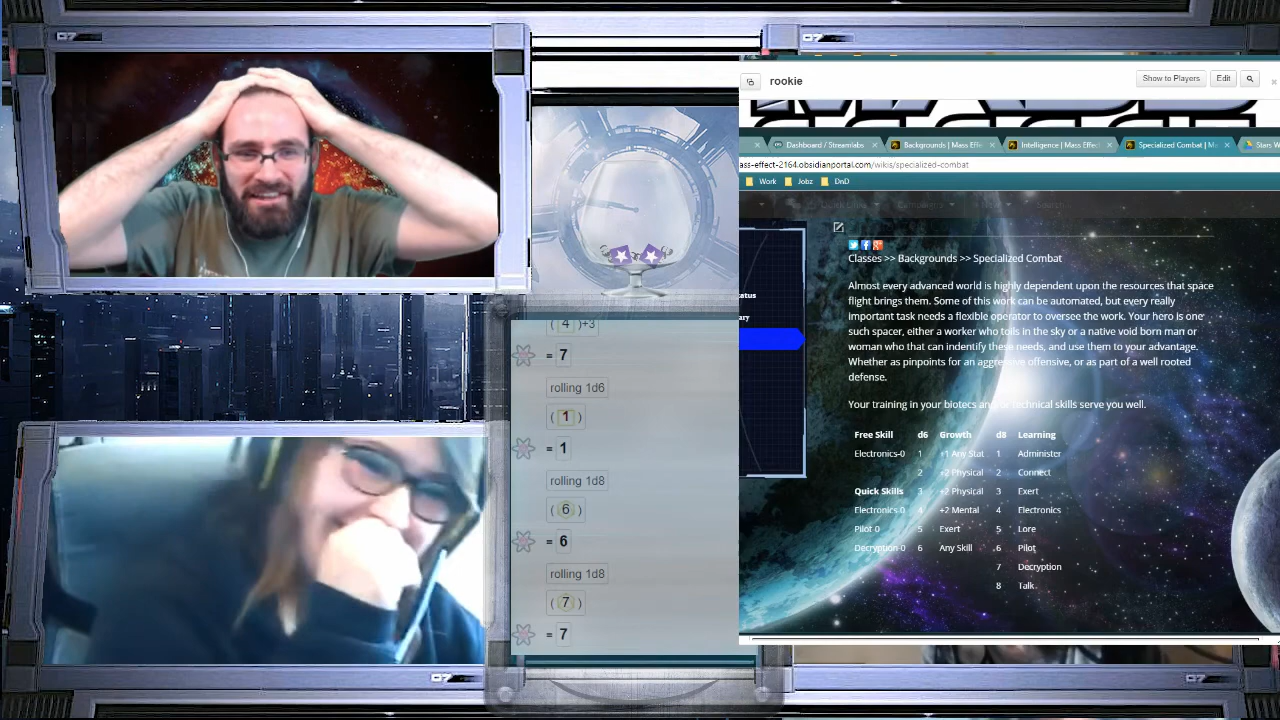 rookie
Show to Players
Edit
Dashboard / Streamlabs
Backgrounds | Mass Effe
Intelligence | Mass Effect
Specialized Combat | Ma
Stars W
ass-effect-2164.obsidianportal.com/wikis/specialized-combat
Work
Jobz
DnD
Classes >> Backgrounds >> Specialized Combat
Almost every advanced world is highly dependent upon the resources that space
flight brings them. Some of this work can be automated, but every really
important task needs a flexible operator to oversee the work. Your hero is one
such spacer, either a worker who toils in the sky or a native void born man or
woman who that can indentify these needs, and use them to your advantage.
Whether as pinpoints for an aggressive offensive, or as part of a well rooted
defense.
Your training in your biotecs and/or technical skills serve you well.
Free Skill d6 Growth d8 Learning
Electronics-0 1 +1 Any Stat 1 Administer
2 +2 Physical 2 Connect
Quick Skills 3 +2 Physical 3 Exert
Electronics-0 4 +2 Mental 4 Electronics
Pilot-0 5 Exert 5 Lore
Decryption-0 6 Any Skill 6 Pilot
7 Decryption
8 Talk
(4)+3
= 7
rolling 1d6
(1)
= 1
rolling 1d8
(6)
= 6
rolling 1d8
(7)
= 7